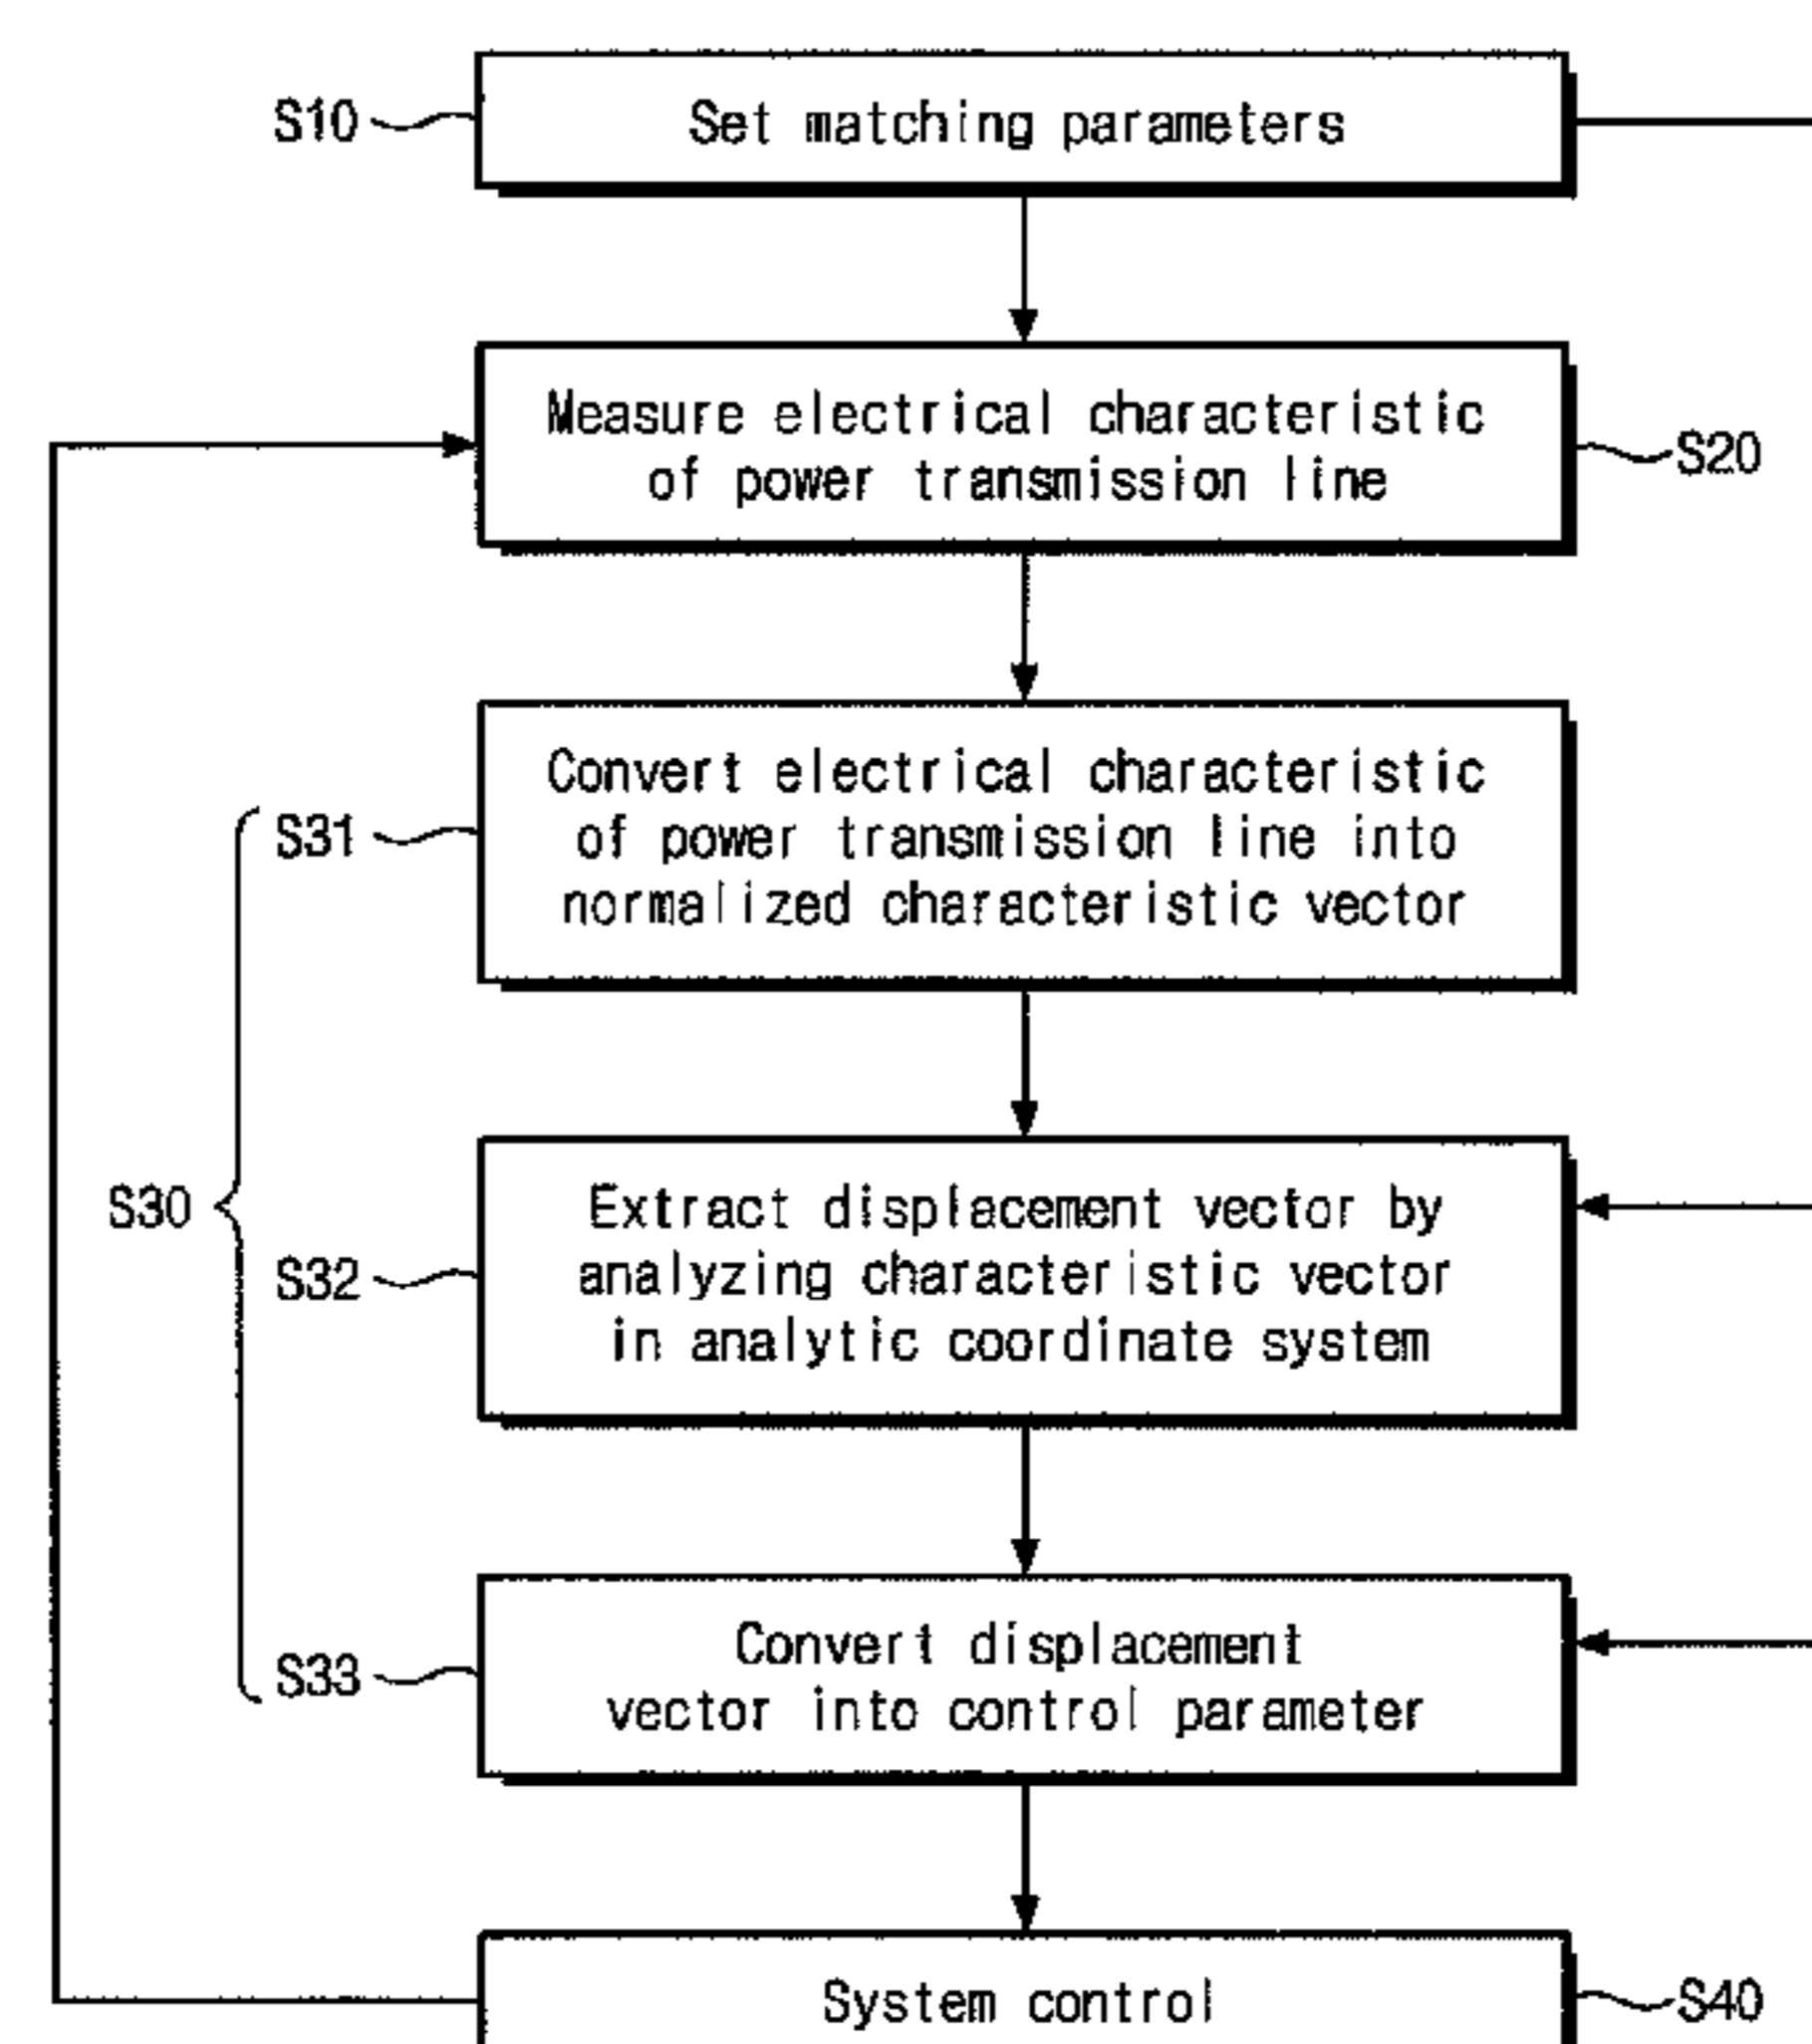 S10
Set matching parameters
Measure electrical characteristic
of power transmission line
S20
S31
Convert electrical characteristic
of power transmission line into
normalized characteristic vector
S30
S32
Extract displacement vector by
analyzing characteristic vector
in analytic coordinate system
S33
Convert displacement
vector into control parameter
System control
S40